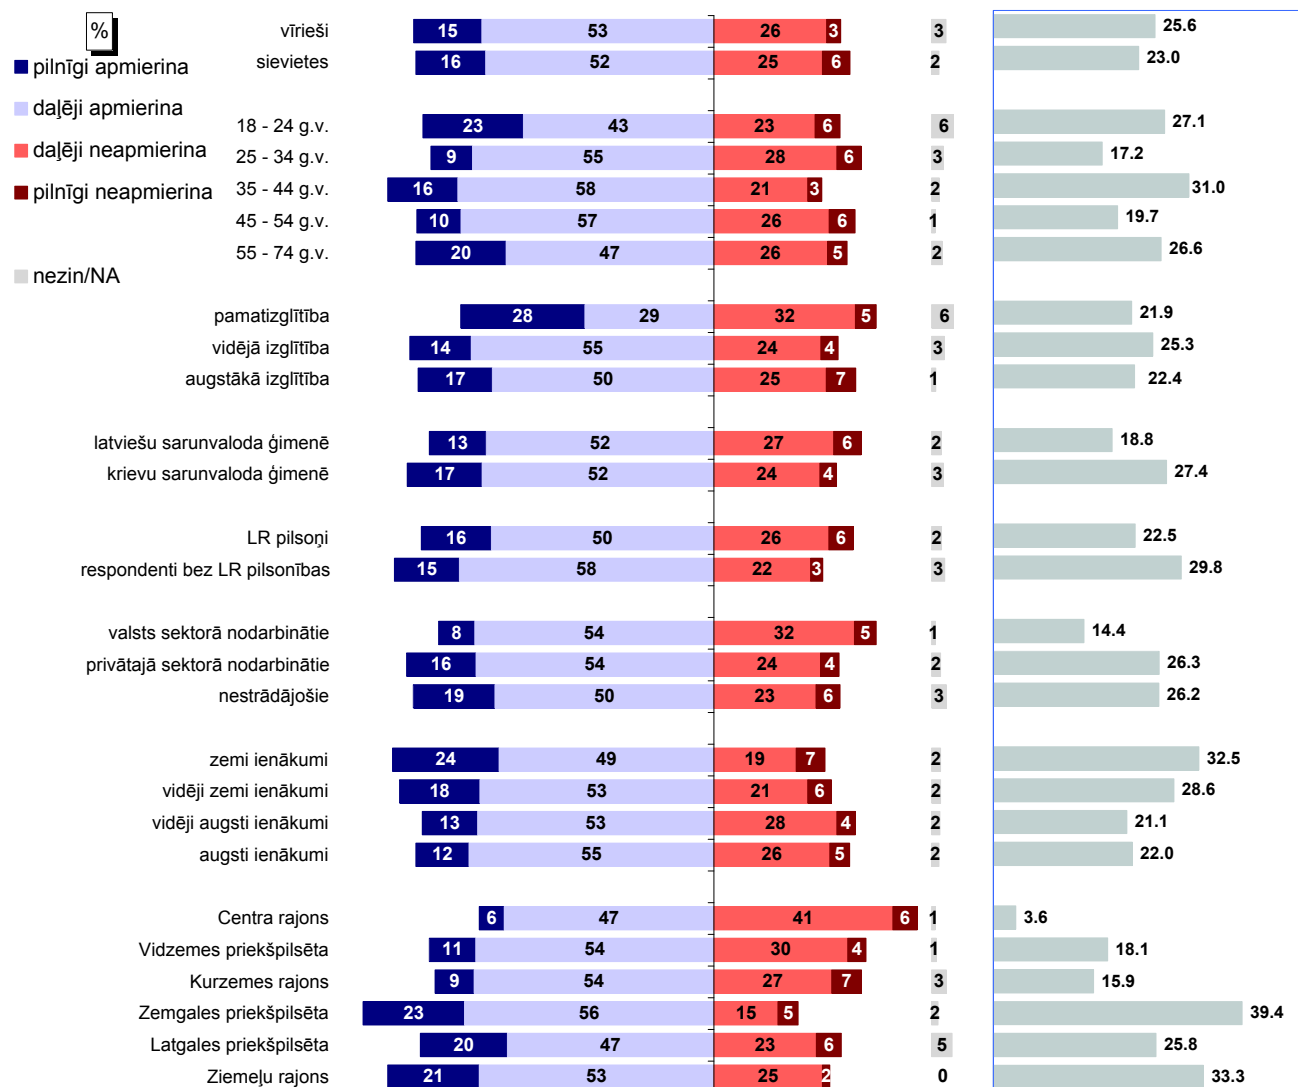 %
pilnīgi apmierina
daļēji apmierina
daļēji neapmierina
pilnīgi neapmierina
nezin/NA
vīrieši 15 53 26 3 3 25.6
sievietes 16 52 25 6 2 23.0
18 - 24 g.v. 23 43 23 6 6 27.1
25 - 34 g.v. 9 55 28 6 3 17.2
35 - 44 g.v. 16 58 21 3 2 31.0
45 - 54 g.v. 10 57 26 6 1 19.7
55 - 74 g.v. 20 47 26 5 2 26.6
pamatizglītība 28 29 32 5 6 21.9
vidējā izglītība 14 55 24 4 3 25.3
augstākā izglītība 17 50 25 7 1 22.4
latviešu sarunvaloda ģimenē 13 52 27 6 2 18.8
krievu sarunvaloda ģimenē 17 52 24 4 3 27.4
LR pilsoņi 16 50 26 6 2 22.5
respondenti bez LR pilsonības 15 58 22 3 3 29.8
valsts sektorā nodarbinātie 8 54 32 5 1 14.4
privātajā sektorā nodarbinātie 16 54 24 4 2 26.3
nestrādājošie 19 50 23 6 3 26.2
zemi ienākumi 24 49 19 7 2 32.5
vidēji zemi ienākumi 18 53 21 6 2 28.6
vidēji augsti ienākumi 13 53 28 4 2 21.1
augsti ienākumi 12 55 26 5 2 22.0
Centra rajons 6 47 41 6 1 3.6
Vidzemes priekšpilsēta 11 54 30 4 1 18.1
Kurzemes rajons 9 54 27 7 3 15.9
Zemgales priekšpilsēta 23 56 15 5 2 39.4
Latgales priekšpilsēta 20 47 23 6 5 25.8
Ziemeļu rajons 21 53 25 2 0 33.3